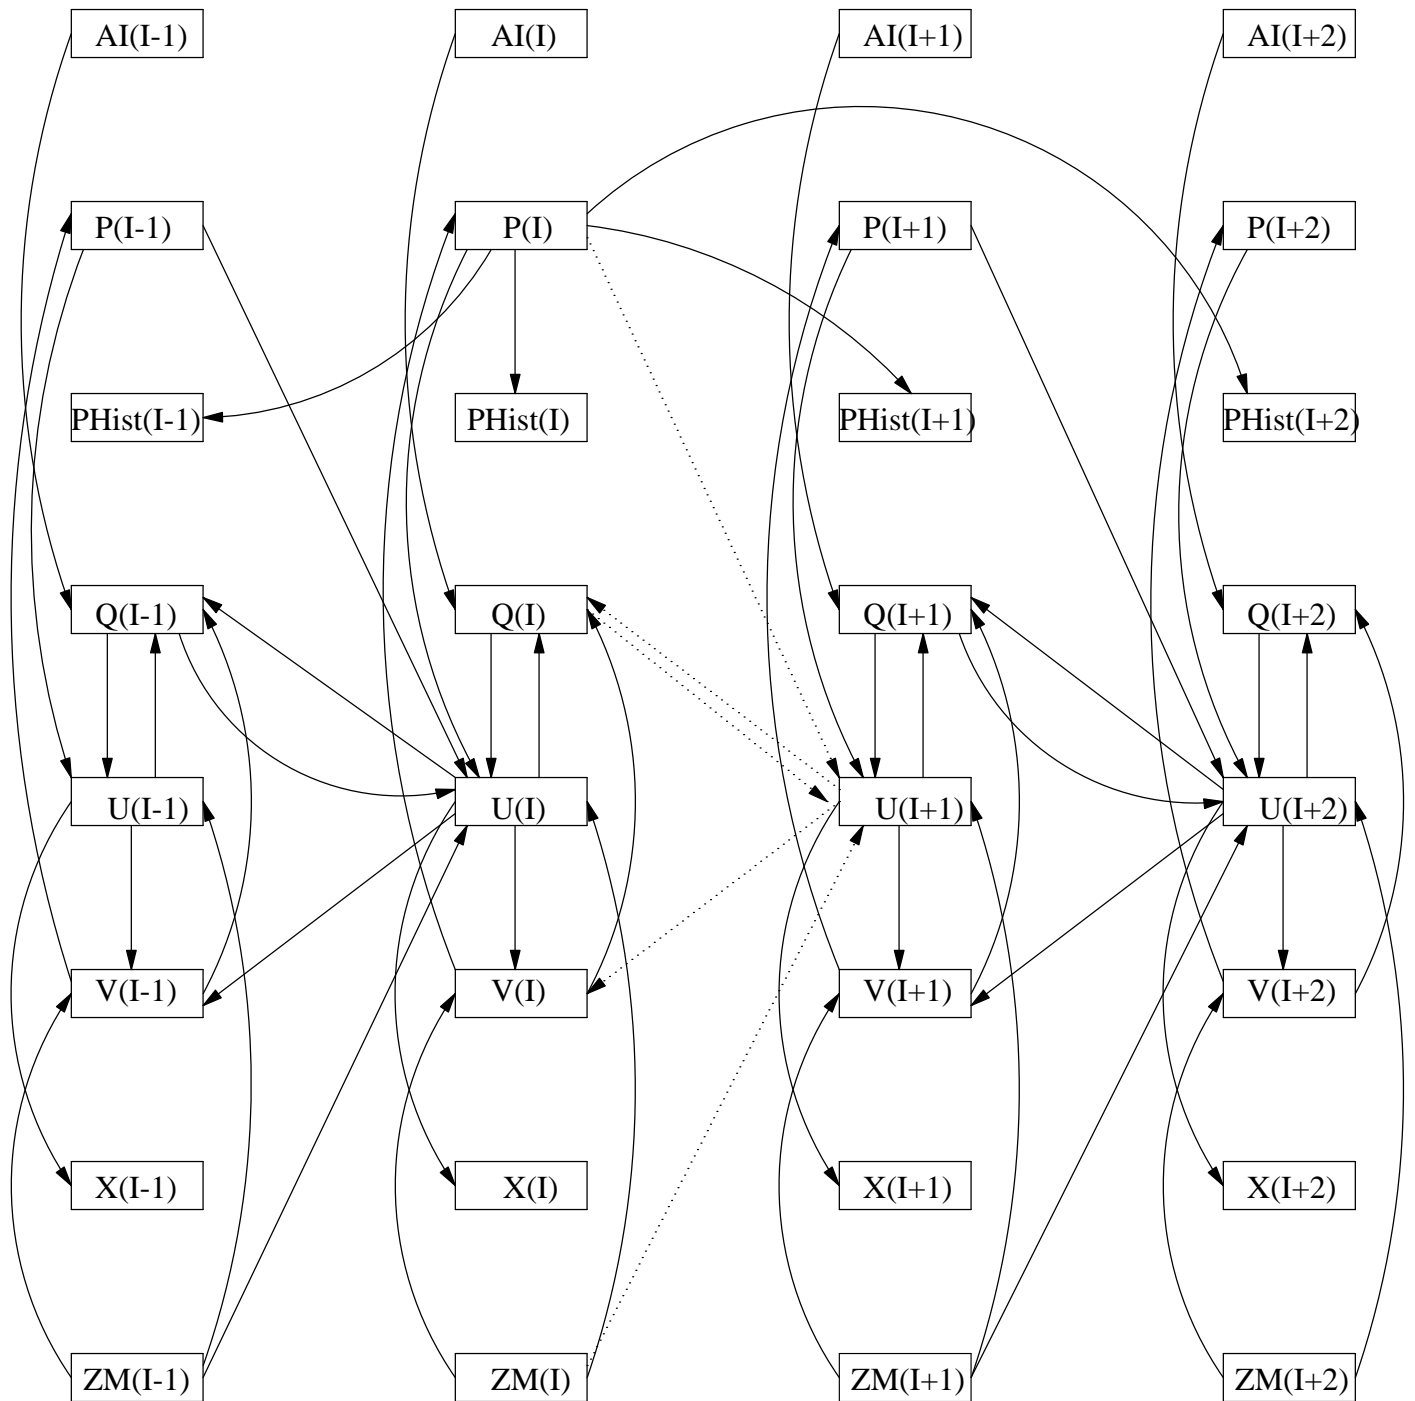 AI(I-1) AI(I) AI(I+1) AI(I+2)
P(I-1) P(I) P(I+1) P(I+2)
PHist(I-1) PHist(I) PHist(I+1) PHist(I+2)
Q(I-1) Q(I) Q(I+1) Q(I+2)
U(I-1) U(I) U(I+1) U(I+2)
V(I-1) V(I) V(I+1) V(I+2)
X(I-1) X(I) X(I+1) X(I+2)
ZM(I-1) ZM(I) ZM(I+1) ZM(I+2)